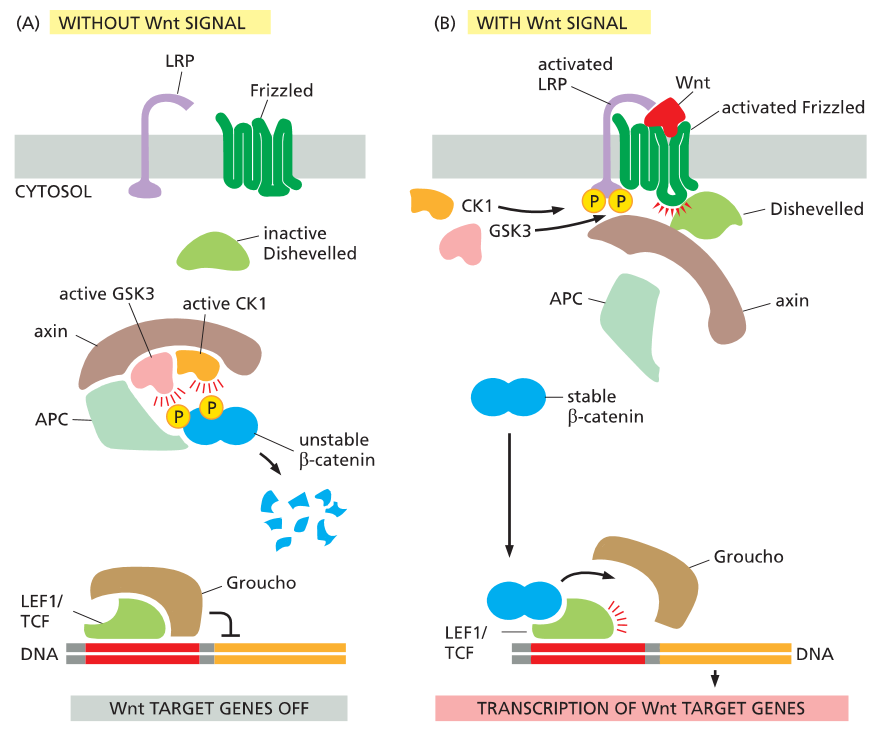 (A) WITHOUT Wnt SIGNAL
LRP
Frizzled
CYTOSOL
inactive
Dishevelled
active GSK3
active CK1
axin
P
P
APC
unstable
β-catenin
Groucho
LEF1/
TCF
DNA
Wnt TARGET GENES OFF
(B) WITH Wnt SIGNAL
activated
LRP
Wnt
activated Frizzled
CK1
P P
GSK3
Dishevelled
APC
axin
stable
β-catenin
Groucho
LEF1/
TCF
DNA
TRANSCRIPTION OF Wnt TARGET GENES